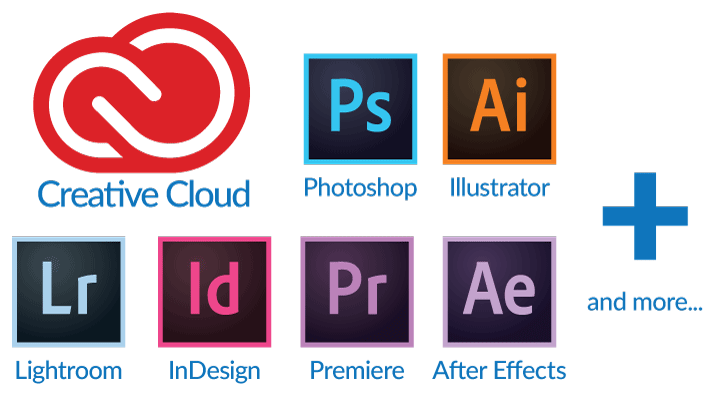 Creative Cloud
Ps
Photoshop
Ai
Illustrator
Lr
Lightroom
Id
InDesign
Pr
Premiere
Ae
After Effects
and more...